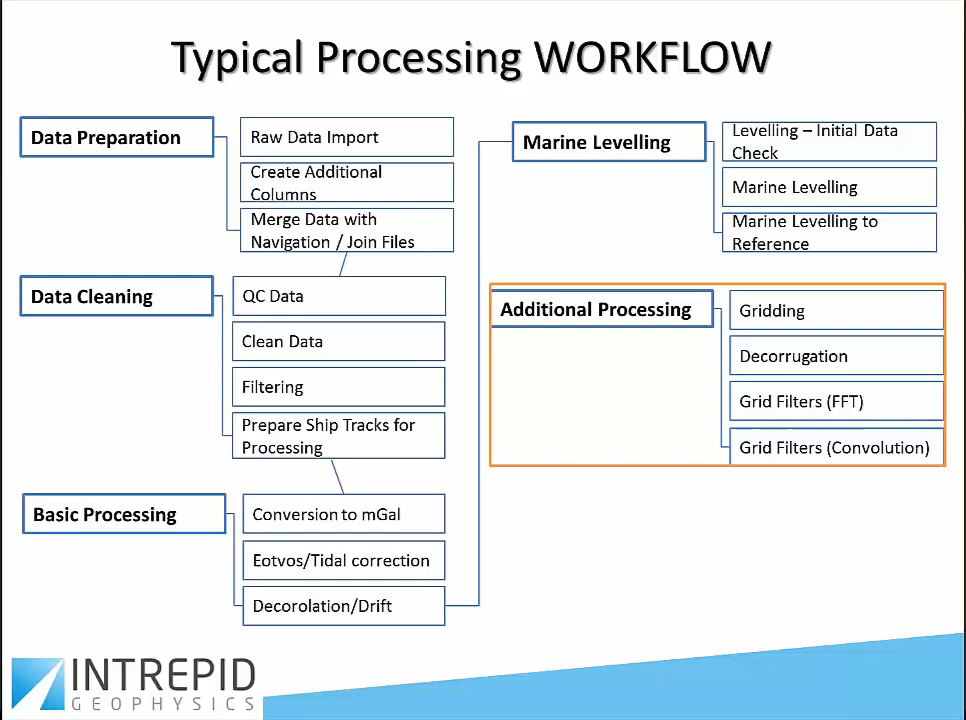 Typical Processing WORKFLOW
Data Preparation
Raw Data Import
Create Additional
Columns
Merge Data with
Navigation / Join Files
Data Cleaning
QC Data
Clean Data
Filtering
Prepare Ship Tracks for
Processing
Basic Processing
Conversion to mGal
Eotvos/Tidal correction
Decorolation/Drift
Marine Levelling
Levelling – Initial Data
Check
Marine Levelling
Marine Levelling to
Reference
Additional Processing
Gridding
Decorrugation
Grid Filters (FFT)
Grid Filters (Convolution)
INTREPID
GEOPHYSICS